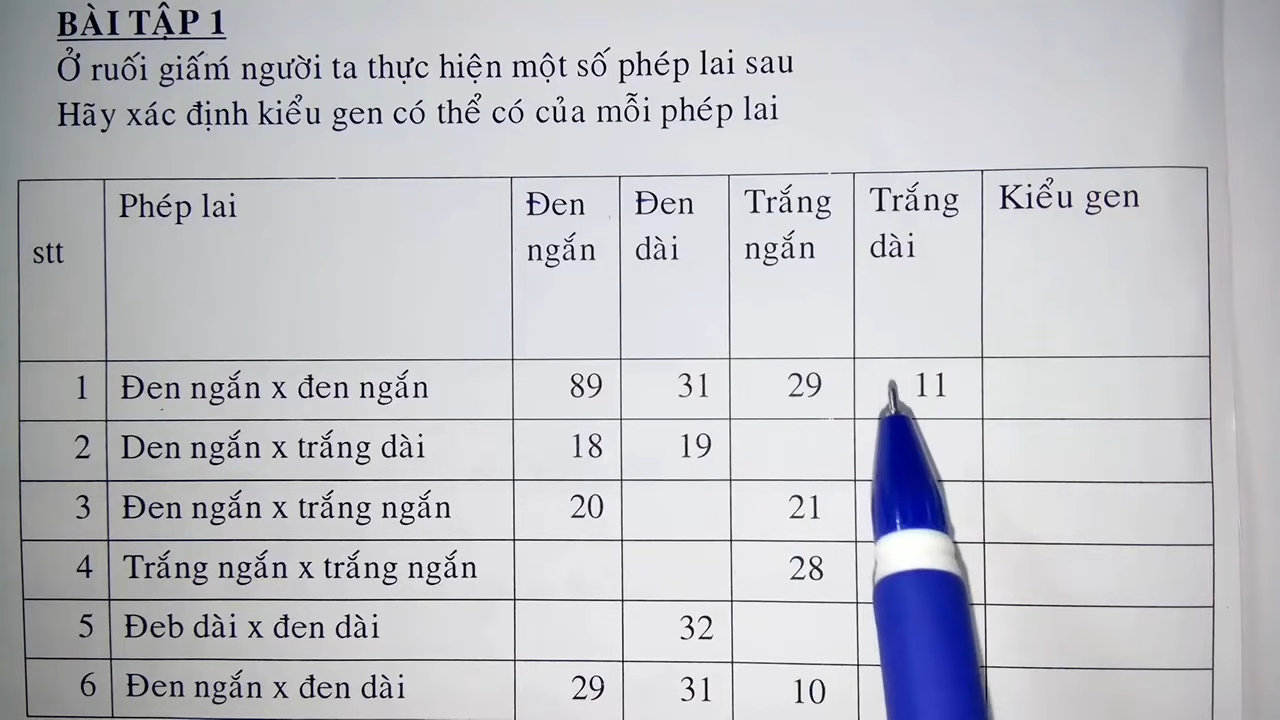 BÀI TẬP 1
Ở ruối giấm người ta thực hiện một số phép lai sau
Hãy xác định kiểu gen có thể có của mỗi phép lai
stt Phép lai Đen ngắn Đen dài Trắng ngắn Trắng dài Kiểu gen
1 Đen ngắn x đen ngắn 89 31 29 11
2 Den ngắn x trắng dài 18 19
3 Đen ngắn x trắng ngắn 20 21
4 Trắng ngắn x trắng ngắn 28
5 Đeb dài x đen dài 32
6 Đen ngắn x đen dài 29 31 10